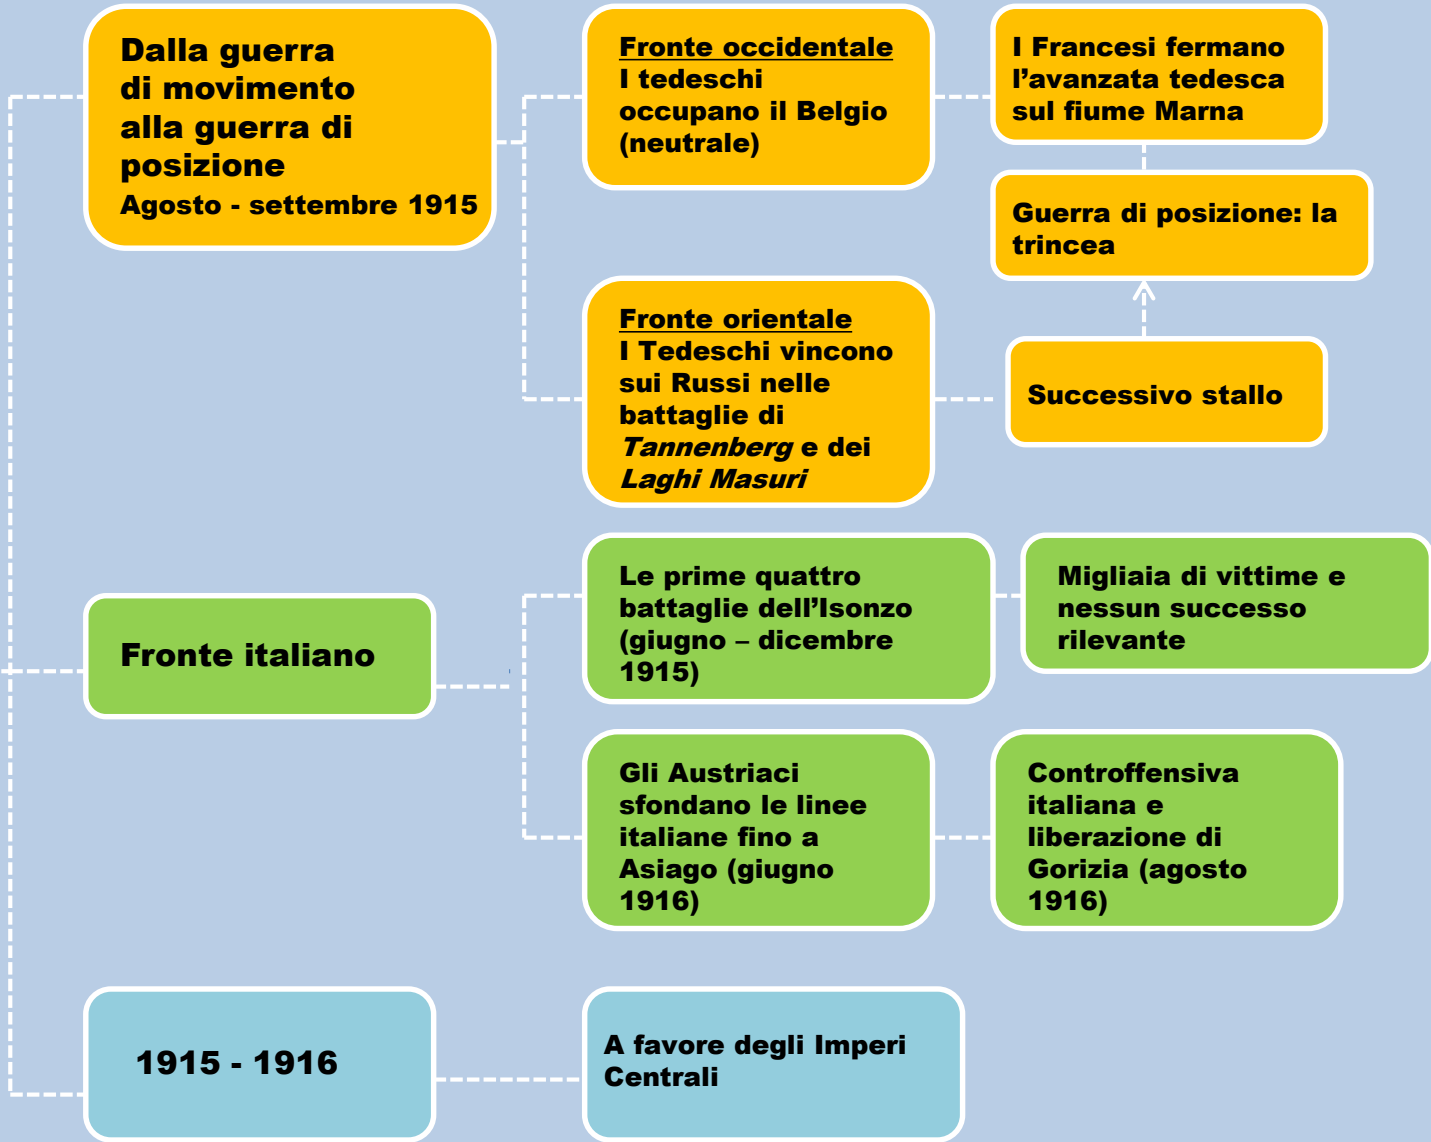 Dalla guerra
di movimento
alla guerra di
posizione
Agosto - settembre 1915
Fronte occidentale
I tedeschi
occupano il Belgio
(neutrale)
I Francesi fermano
l’avanzata tedesca
sul fiume Marna
Guerra di posizione: la
trincea
Fronte orientale
I Tedeschi vincono
sui Russi nelle
battaglie di
Tannenberg e dei
Laghi Masuri
Successivo stallo
Fronte italiano
Le prime quattro
battaglie dell’Isonzo
(giugno – dicembre
1915)
Migliaia di vittime e
nessun successo
rilevante
Gli Austriaci
sfondano le linee
italiane fino a
Asiago (giugno
1916)
Controffensiva
italiana e
liberazione di
Gorizia (agosto
1916)
1915 - 1916
A favore degli Imperi
Centrali